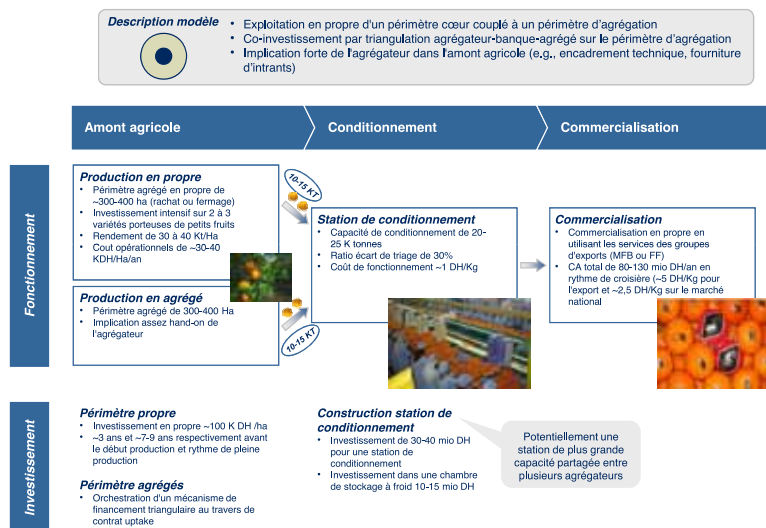 Description modèle
• Exploitation en propre d'un périmètre cœur couplé à un périmètre d'agrégation
• Co-investissement par triangulation agrégateur-banque-agrégé sur le périmètre d'agrégation
• Implication forte de l'agrégateur dans l'amont agricole (e.g., encadrement technique, fourniture
d'intrants)
Amont agricole
Conditionnement
Commercialisation
Fonctionnement
Production en propre
• Périmètre agrégé en propre de
~300-400 ha (rachat ou fermage)
• Investissement intensif sur 2 à 3
variétés porteuses de petits fruits
• Rendement de 30 à 40 Kt/Ha
• Cout opérationnels de ~30-40
KDH/Ha/an
10-15 KT
Production en agrégé
• Périmètre agrégé de 300-400 Ha
• Implication assez hand-on de
l'agrégateur
10-15 KT
Station de conditionnement
• Capacité de conditionnement de 20-
25 K tonnes
• Ratio écart de triage de 30%
• Coût de fonctionnement ~1 DH/Kg
Commercialisation
• Commercialisation en propre en
utilisant les services des groupes
d'exports (MFB ou FF)
• CA total de 80-130 mio DH/an en
rythme de croisière (~5 DH/Kg pour
l'export et ~2,5 DH/Kg sur le marché
national
Investissement
Périmètre propre
• Investissement en propre ~100 K DH /ha
• ~3 ans et ~7-9 ans respectivement avant
le début production et rythme de pleine
production
Périmètre agrégés
• Orchestration d'un mécanisme de
financement triangulaire au travers de
contrat uptake
Construction station de
conditionnement
• Investissement de 30-40 mio DH
pour une station de
conditionnement
• Investissement dans une chambre
de stockage à froid 10-15 mio DH
Potentiellement une
station de plus grande
capacité partagée entre
plusieurs agrégateurs